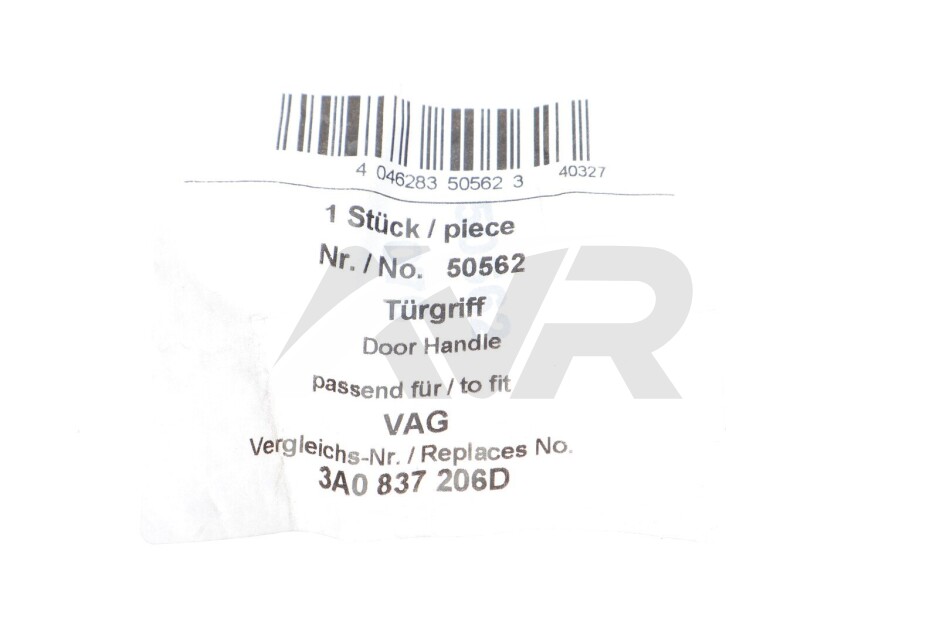 4 046283 50562 3 40327
1 Stück / piece
Nr. / No. 50562
Türgriff
Door Handle
passend für / to fit
VAG
Vergleichs-Nr. / Replaces No.
3A0 837 206D